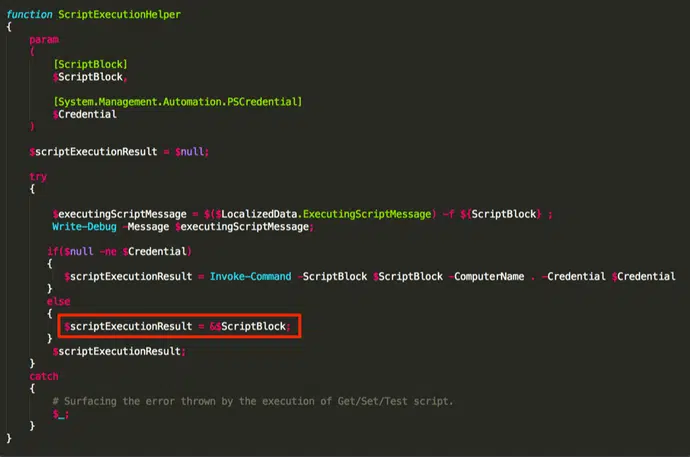 function ScriptExecutionHelper
{
param
(
[ScriptBlock]
$ScriptBlock,
[System.Management.Automation.PSCredential]
$Credential
)
$scriptExecutionResult = $null;
try
{
$executingScriptMessage = $($LocalizedData.ExecutingScriptMessage) -f ${ScriptBlock} ;
Write-Debug -Message $executingScriptMessage;
if($null -ne $Credential)
{
$scriptExecutionResult = Invoke-Command -ScriptBlock $ScriptBlock -ComputerName . -Credential $Credential
}
else
{
$scriptExecutionResult = &$ScriptBlock;
}
$scriptExecutionResult;
}
catch
{
# Surfacing the error thrown by the execution of Get/Set/Test script.
$_;
}
}